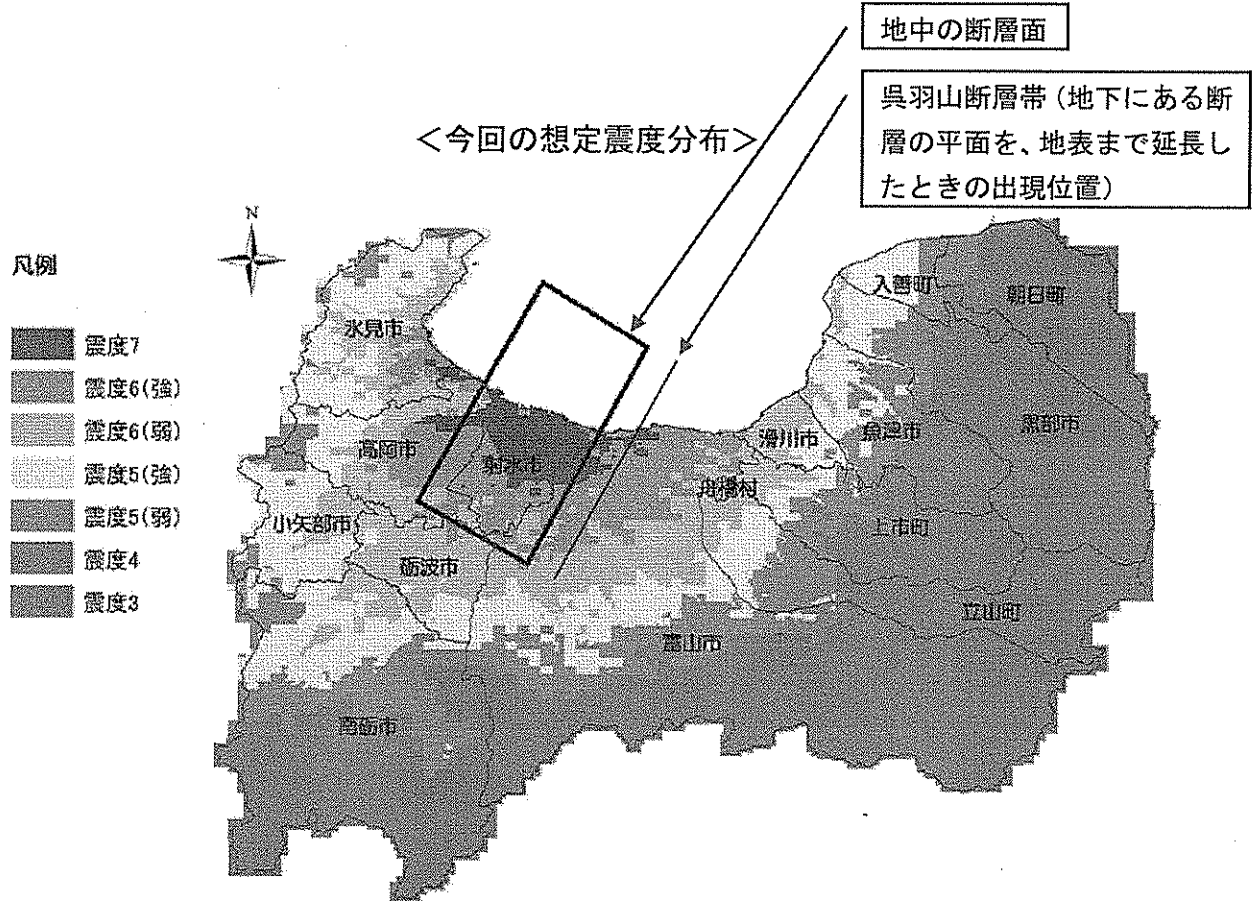 地中の断層面
呉羽山断層帯（地下にある断
層の平面を、地表まで延長し
たときの出現位置）
＜今回の想定震度分布＞
N
凡例
震度7
震度6(強)
震度6(弱)
震度5(強)
震度5(弱)
震度4
震度3
入善町
朝日町
氷見市
黒部市
魚津市
滑川市
高岡市
射水市
舟橋村
上市町
小矢部市
砺波市
立山町
富山市
南砺市